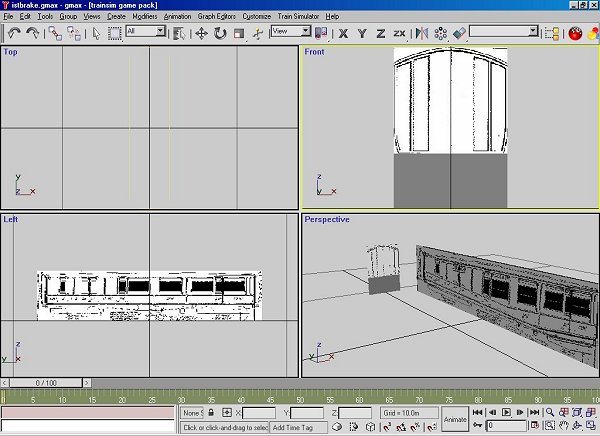 istbrake.gmax - gmax - [trainsim game pack]
File Edit Tools Group Views Create Modifiers Animation Graph Editors Customize Train Simulator Help
All View X Y Z ZX
Top
Front
y
z x
z
y x
Left
Perspective
z
y x
z
y x
0 / 100
0 5 10 15 20 25 30 35 40 45 50 55 60 65 70 75 80 85 90 95 100
None S X: Y: Z: Grid = 10.0m Animate
Click or click-and-drag to selec Add Time Tag 0